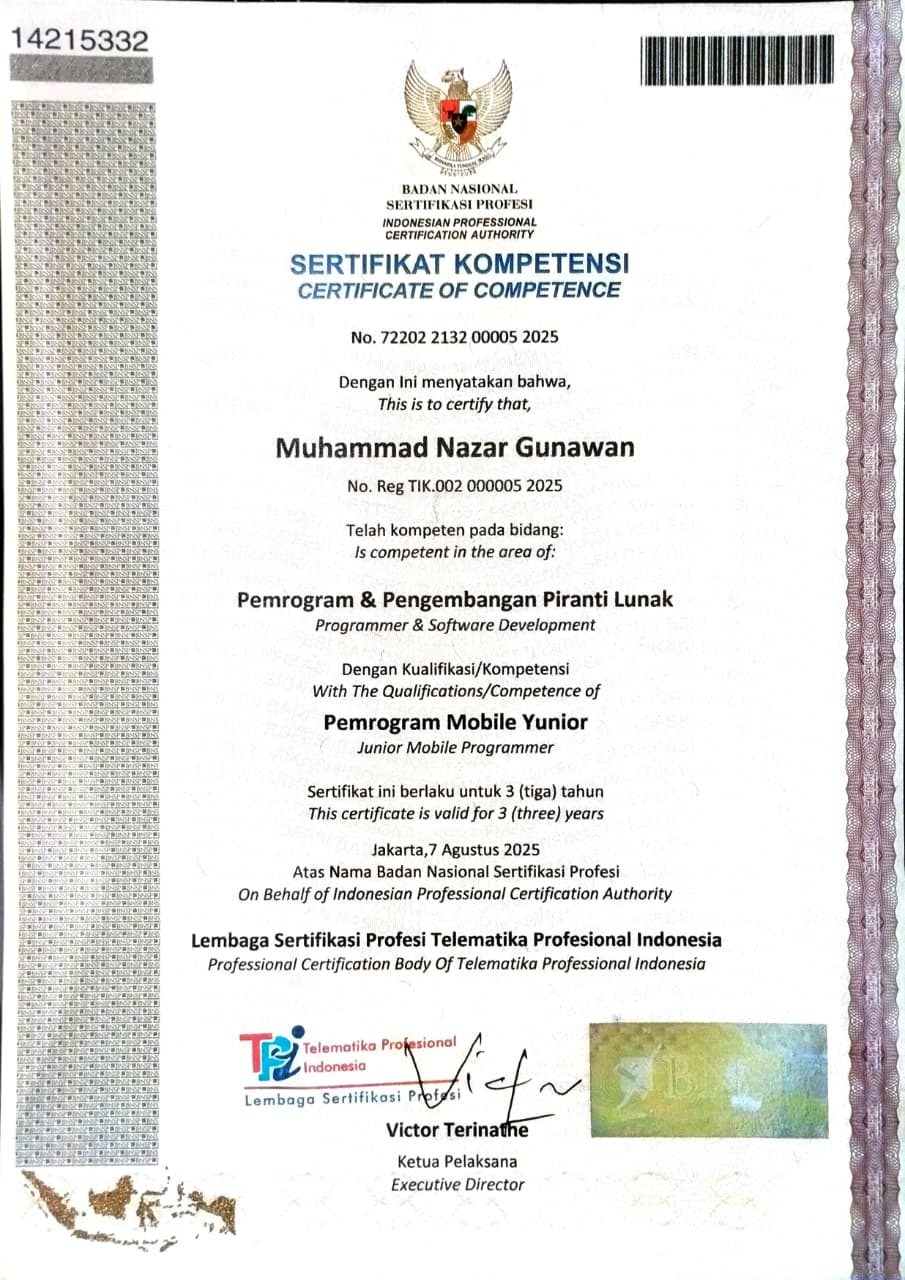 14215332
BADAN NASIONAL
SERTIFIKASI PROFESI
INDONESIAN PROFESSIONAL
CERTIFICATION AUTHORITY
SERTIFIKAT KOMPETENSI
CERTIFICATE OF COMPETENCE
No. 72202 2132 00005 2025
Dengan Ini menyatakan bahwa,
This is to certify that,
Muhammad Nazar Gunawan
No. Reg TIK.002 000005 2025
Telah kompeten pada bidang:
Is competent in the area of:
Pemrogram & Pengembangan Piranti Lunak
Programmer & Software Development
Dengan Kualifikasi/Kompetensi
With The Qualifications/Competence of
Pemrogram Mobile Yunior
Junior Mobile Programmer
Sertifikat ini berlaku untuk 3 (tiga) tahun
This certificate is valid for 3 (three) years
Jakarta,7 Agustus 2025
Atas Nama Badan Nasional Sertifikasi Profesi
On Behalf of Indonesian Professional Certification Authority
Lembaga Sertifikasi Profesi Telematika Profesional Indonesia
Professional Certification Body Of Telematika Professional Indonesia
TPI
Telematika Profesional
Indonesia
Lembaga Sertifikasi Profesi
Victor Terinathe
Ketua Pelaksana
Executive Director